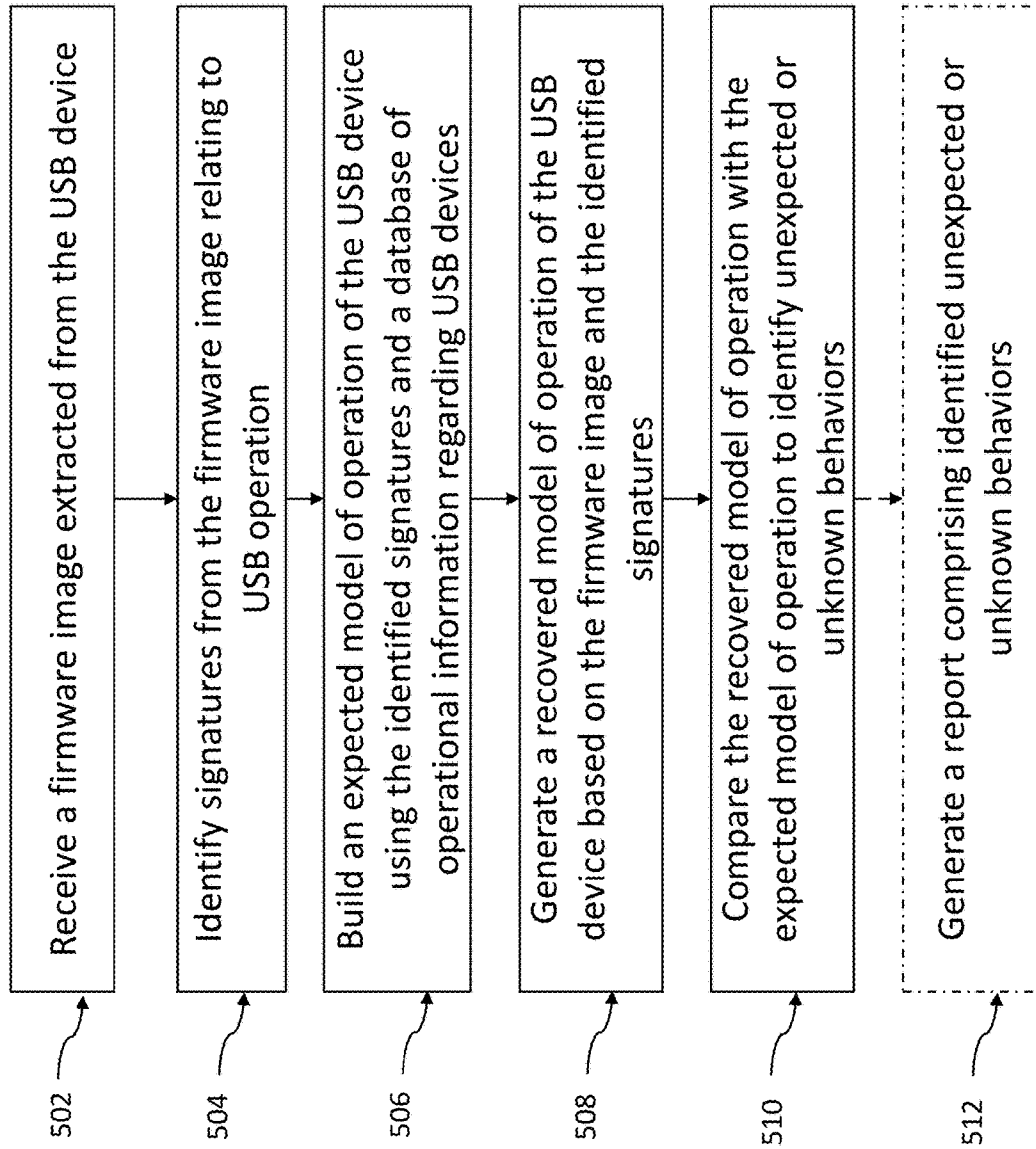 502
Receive a firmware image extracted from the USB device
504
Identify signatures from the firmware image relating to
USB operation
506
Build an expected model of operation of the USB device
using the identified signatures and a database of
operational information regarding USB devices
508
Generate a recovered model of operation of the USB
device based on the firmware image and the identified
signatures
510
Compare the recovered model of operation with the
expected model of operation to identify unexpected or
unknown behaviors
512
Generate a report comprising identified unexpected or
unknown behaviors